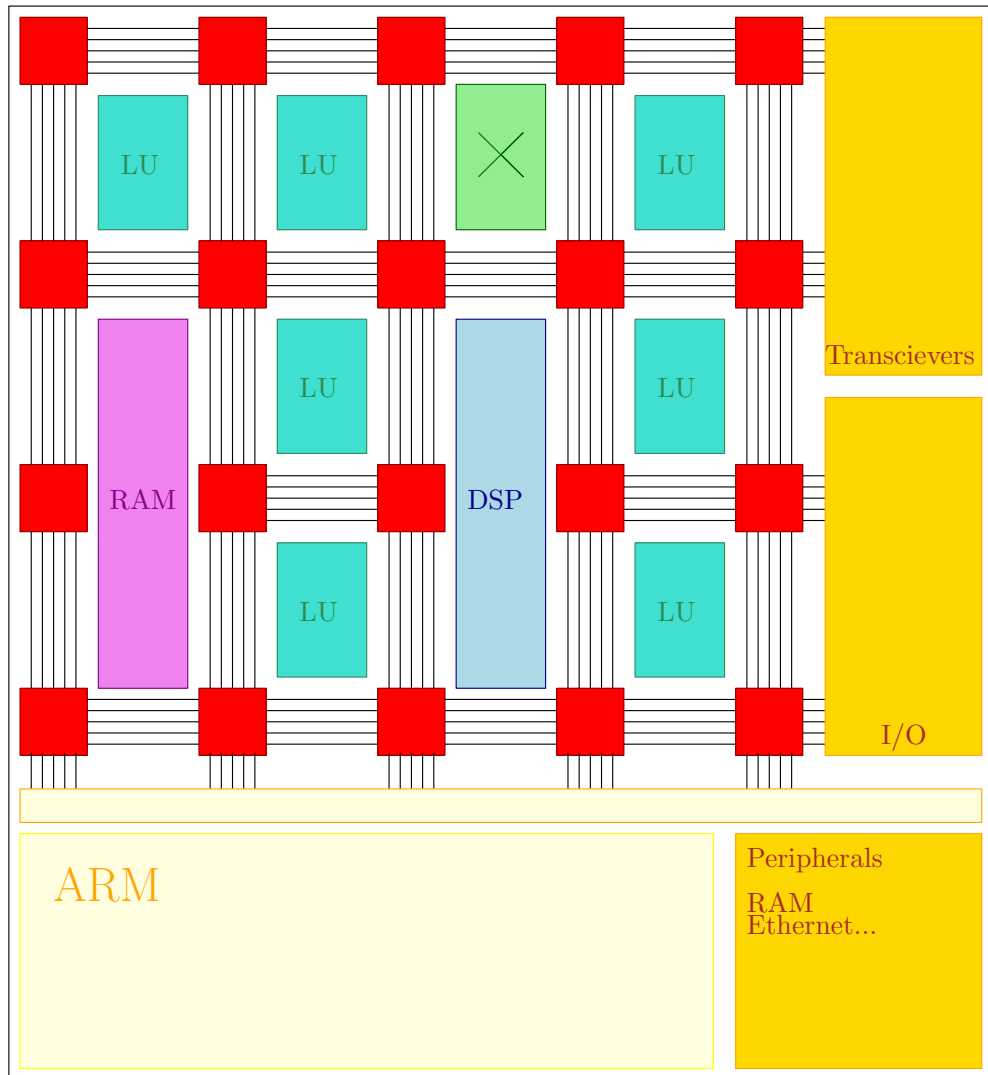 LU
LU
LU
Transcievers
LU
LU
RAM
DSP
LU
LU
I/O
ARM
Peripherals
RAM
Ethernet...